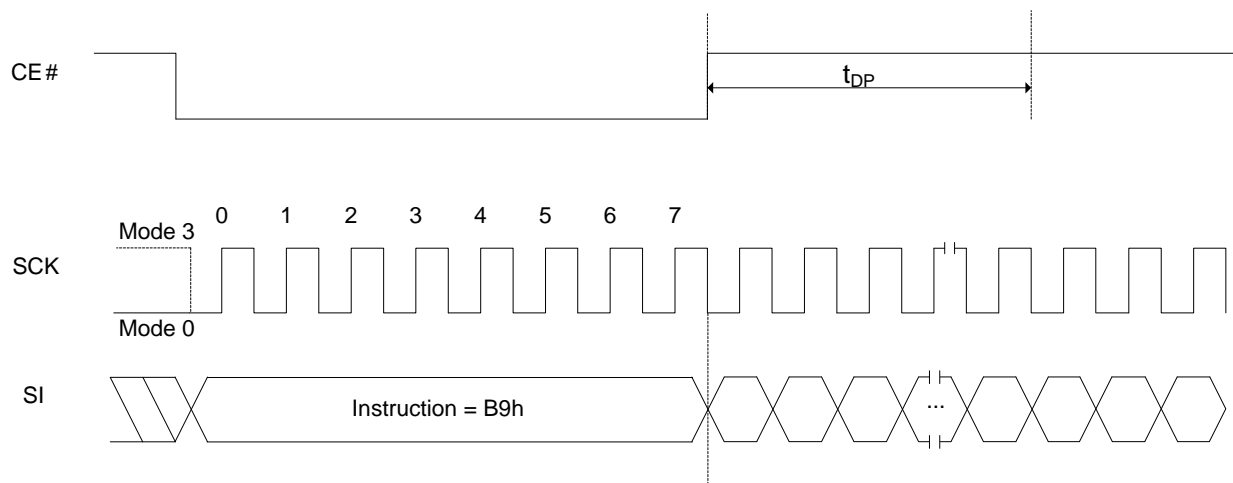 CE#
tDP
0 1 2 3 4 5 6 7
Mode 3
SCK
Mode 0
SI
Instruction = B9h
...